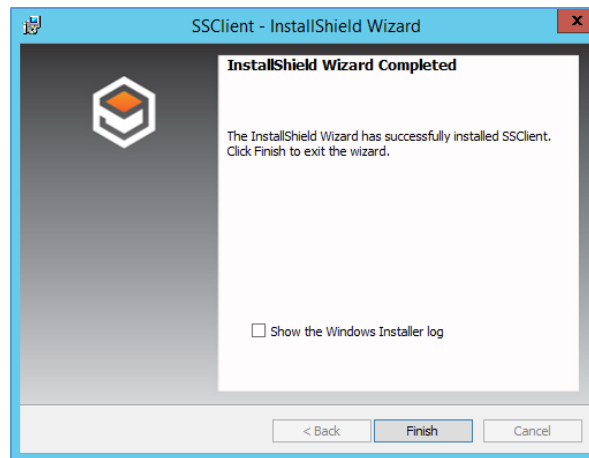 SSClient - InstallShield Wizard
x
InstallShield Wizard Completed
The InstallShield Wizard has successfully installed SSClient.
Click Finish to exit the wizard.
Show the Windows Installer log
< Back Finish Cancel